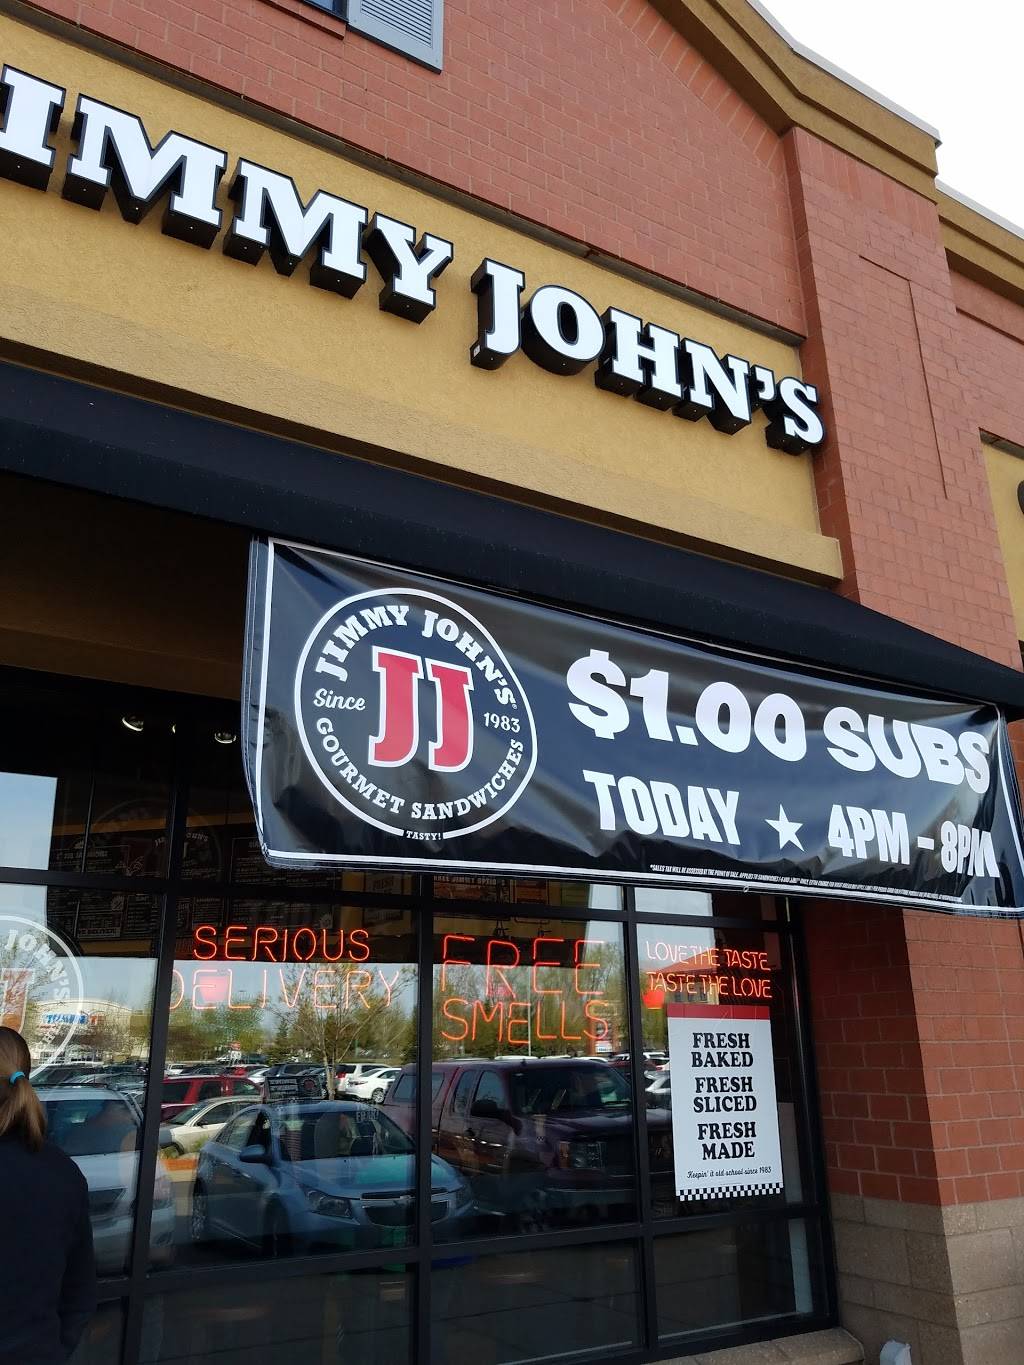 IMMY JOHN'S
JIMMY JOHN'S
Since JJ 1983
GOURMET SANDWICHES
TASTY!
$1.00 SUBS
TODAY ★ 4PM - 8PM
SERIOUS
DELIVERY
FREE
SMELLS
LOVE THE TASTE
TASTE THE LOVE
FRESH
BAKED
FRESH
SLICED
FRESH
MADE
Keepin' it old school since 1983